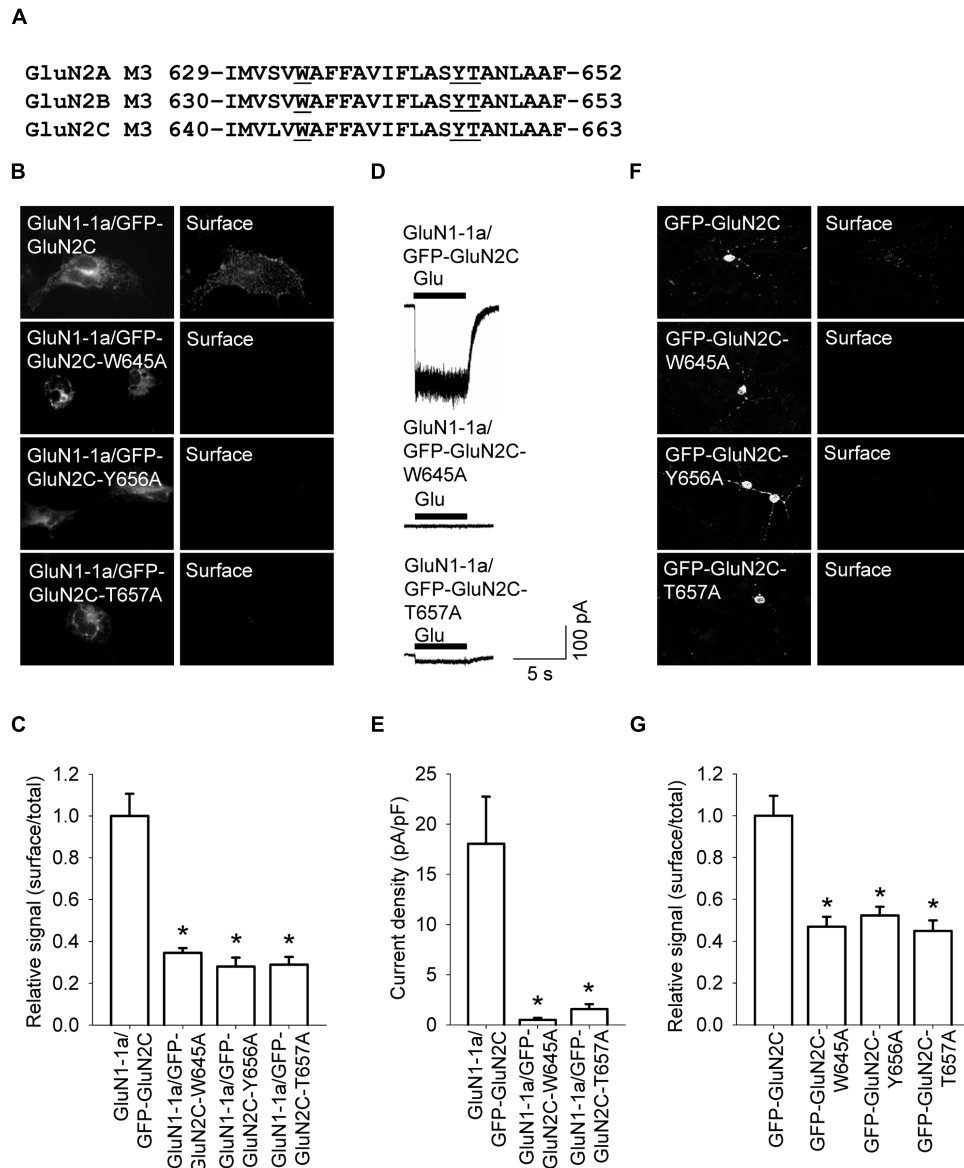 A
GluN2A M3 629-IMVSVWAFFAVIFLASYTANLAAF-652
GluN2B M3 630-IMVSVWAFFAVIFLASYTANLAAF-653
GluN2C M3 640-IMVLVWAFFAVIFLASYTANLAAF-663
B
GluN1-1a/GFP-
GluN2C
Surface
GluN1-1a/GFP-
GluN2C-W645A
Surface
GluN1-1a/GFP-
GluN2C-Y656A
Surface
GluN1-1a/GFP-
GluN2C-T657A
Surface
D
GluN1-1a/
GFP-GluN2C
Glu
GluN1-1a/
GFP-GluN2C-
W645A
Glu
GluN1-1a/
GFP-GluN2C-
T657A
Glu
100 pA
5 s
F
GFP-GluN2C
Surface
GFP-GluN2C-
W645A
Surface
GFP-GluN2C-
Y656A
Surface
GFP-GluN2C-
T657A
Surface
C
Relative signal (surface/total)
1.2
1.0
0.8
0.6
0.4
0.2
0.0
*
*
*
GluN1-1a/
GFP-GluN2C
GluN1-1a/GFP-
GluN2C-W645A
GluN1-1a/GFP-
GluN2C-Y656A
GluN1-1a/GFP-
GluN2C-T657A
E
Current density (pA/pF)
25
20
15
10
5
0
*
*
GluN1-1a/
GFP-GluN2C
GluN1-1a/GFP-
GluN2C-W645A
GluN1-1a/GFP-
GluN2C-T657A
G
Relative signal (surface/total)
1.2
1.0
0.8
0.6
0.4
0.2
0.0
*
*
*
GFP-GluN2C
GFP-GluN2C-
W645A
GFP-GluN2C-
Y656A
GFP-GluN2C-
T657A